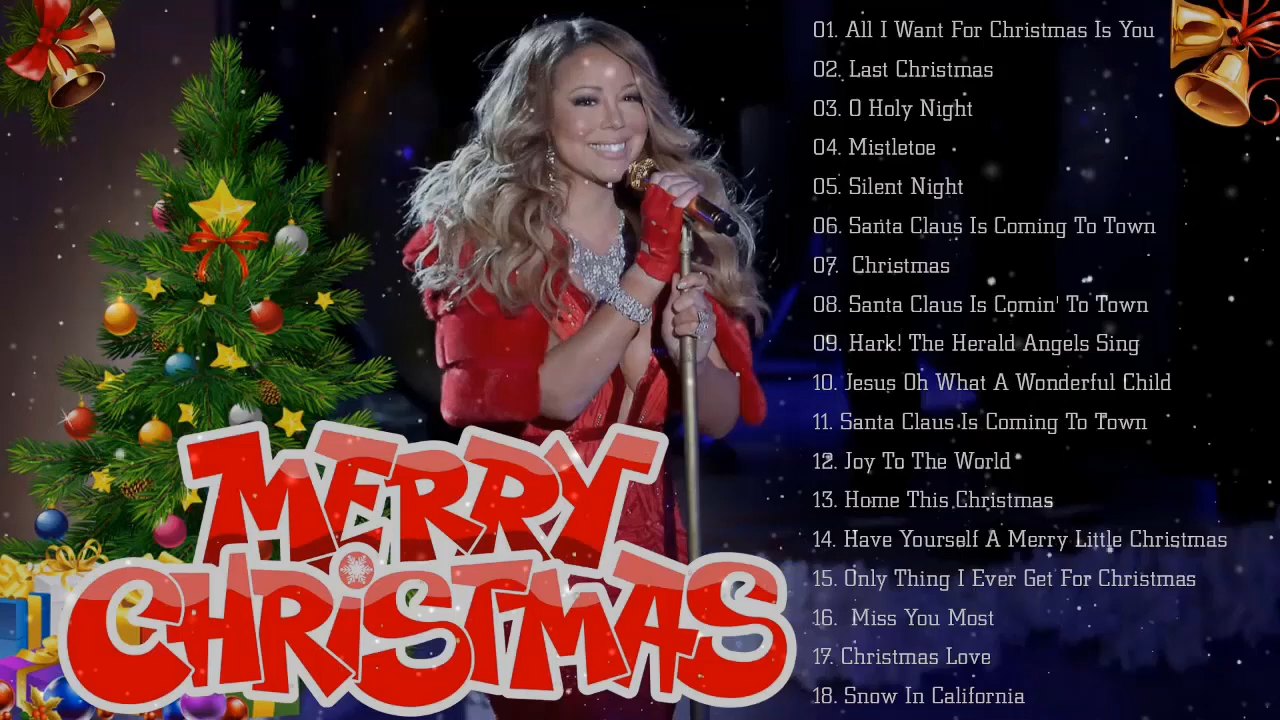 01. All I Want For Christmas Is You
02. Last Christmas
03. O Holy Night
04. Mistletoe
05. Silent Night
06. Santa Claus Is Coming To Town
07. Christmas
08. Santa Claus Is Comin' To Town
09. Hark! The Herald Angels Sing
10. Jesus Oh What A Wonderful Child
11. Santa Claus Is Coming To Town
12. Joy To The World
13. Home This Christmas
14. Have Yourself A Merry Little Christmas
15. Only Thing I Ever Get For Christmas
16. Miss You Most
17. Christmas Love
18. Snow In California
MERRY
CHRiSTMAS